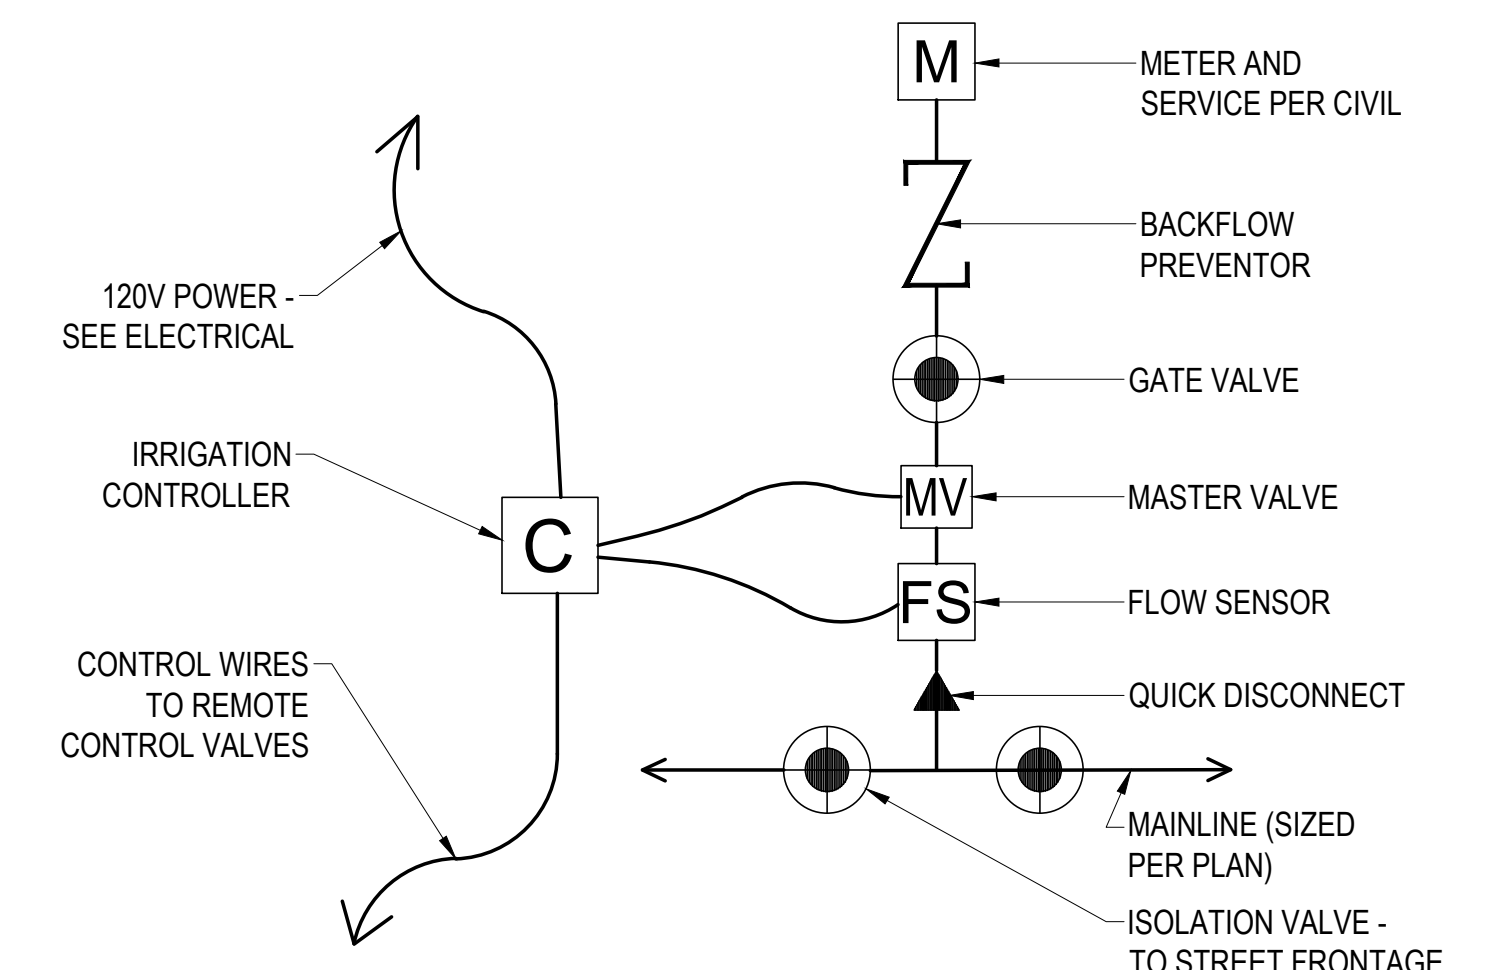 M
METER AND
SERVICE PER CIVIL
BACKFLOW
PREVENTOR
120V POWER -
SEE ELECTRICAL
GATE VALVE
IRRIGATION
CONTROLLER
MV
MASTER VALVE
C
FS
FLOW SENSOR
CONTROL WIRES
TO REMOTE
CONTROL VALVES
QUICK DISCONNECT
MAINLINE (SIZED
PER PLAN)
ISOLATION VALVE -
TO STREET FRONTAGE